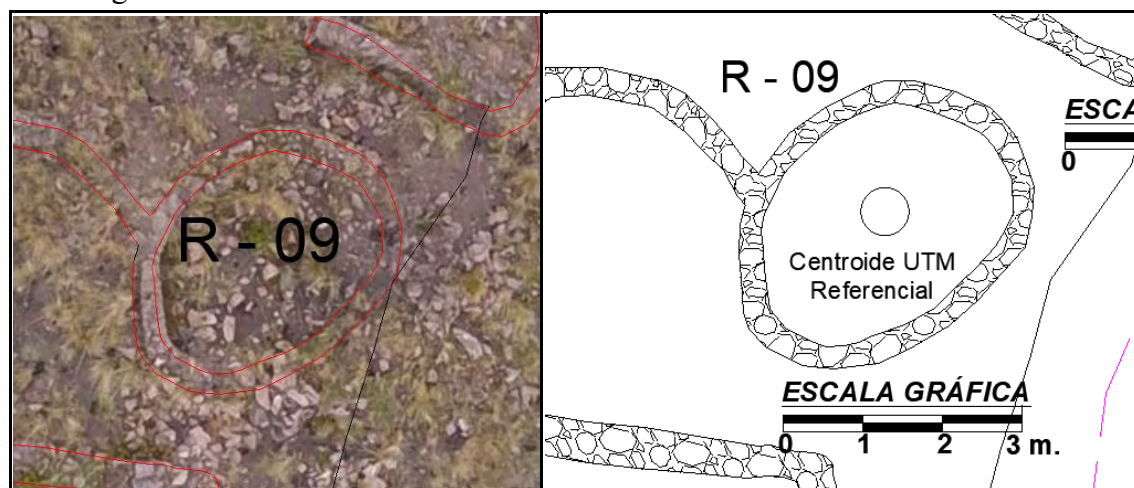 R - 09
R - 09
ESCA
0
Centroide UTM
Referencial
ESCALA GRÁFICA
0 1 2 3 m.